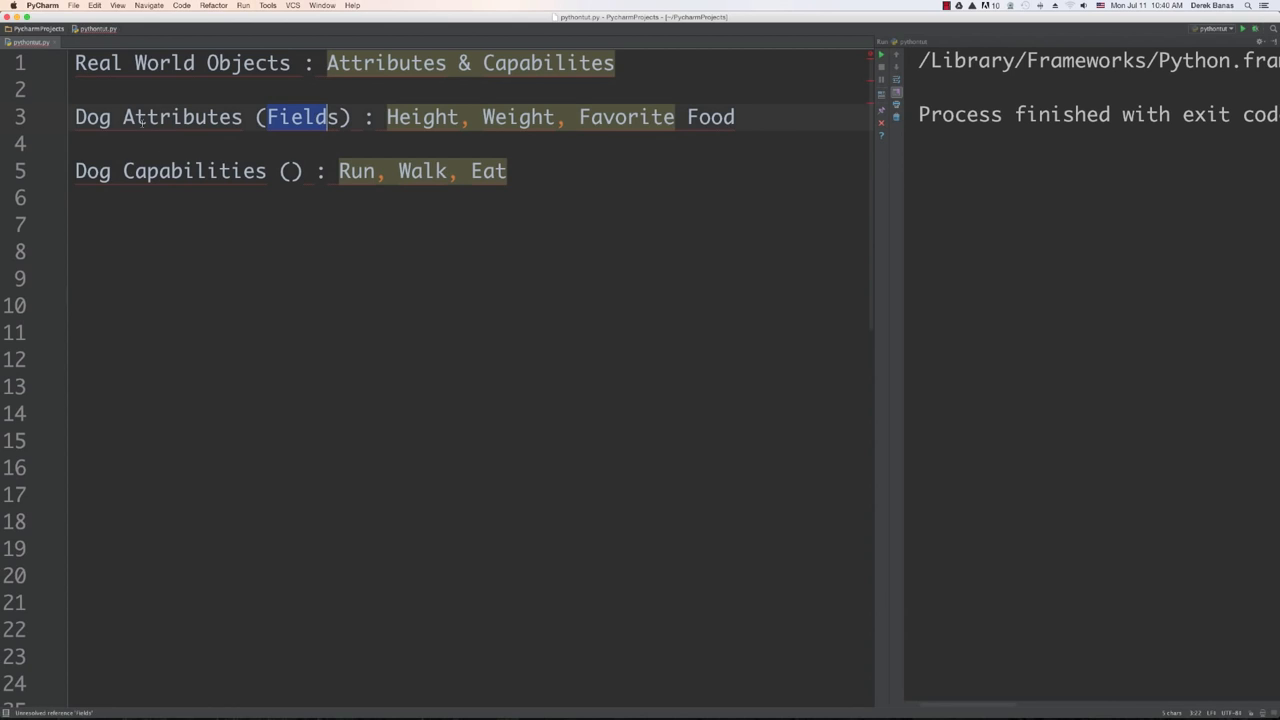 PyCharm File Edit View Navigate Code Refactor Run Tools VCS Window Help
10 Mon Jul 11 10:40 AM Derek Banas
pythontut.py - PycharmProjects - [~/PycharmProjects]
PycharmProjects pythontut.py
pythontut
pythontut.py
Run pythontut
1 Real World Objects : Attributes & Capabilites
2
3 Dog Attributes (Fields) : Height, Weight, Favorite Food
4
5 Dog Capabilities () : Run, Walk, Eat
6
7
8
9
10
11
12
13
14
15
16
17
18
19
20
21
22
23
24
/Library/Frameworks/Python.fra
Process finished with exit cod
Unresolved reference 'Fields'
5 chars 3:22 LF UTF-8